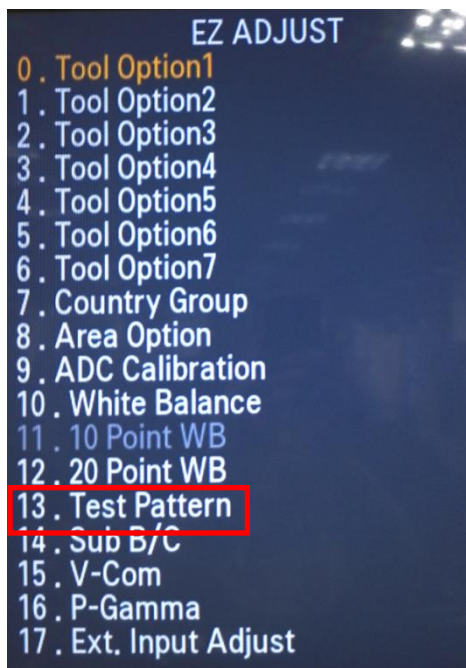 EZ ADJUST
0 . Tool Option1
1 . Tool Option2
2 . Tool Option3
3 . Tool Option4
4 . Tool Option5
5 . Tool Option6
6 . Tool Option7
7 . Country Group
8 . Area Option
9 . ADC Calibration
10 . White Balance
11 . 10 Point WB
12 . 20 Point WB
13 . Test Pattern
14 . Sub B/C
15 . V-Com
16 . P-Gamma
17 . Ext. Input Adjust